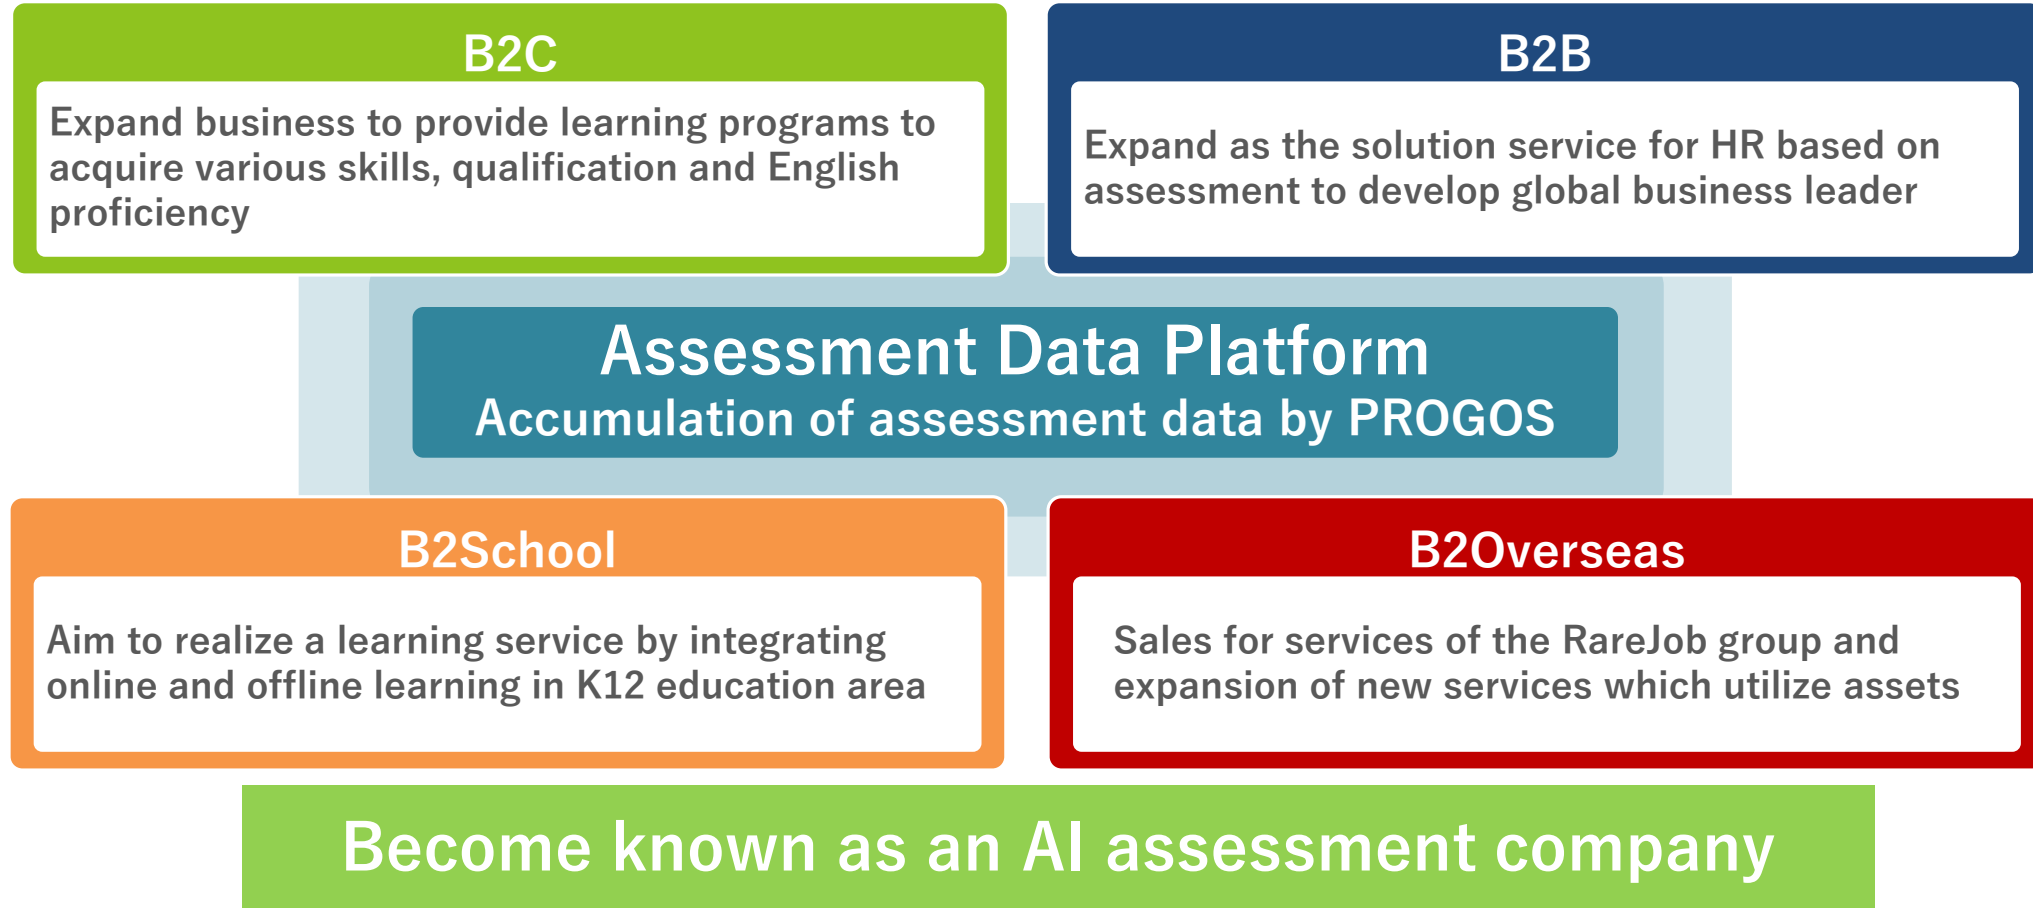 B2C
Expand business to provide learning programs to
acquire various skills, qualification and English
proficiency
B2B
Expand as the solution service for HR based on
assessment to develop global business leader
Assessment Data Platform
Accumulation of assessment data by PROGOS
B2School
Aim to realize a learning service by integrating
online and offline learning in K12 education area
B2Overseas
Sales for services of the RareJob group and
expansion of new services which utilize assets
Become known as an AI assessment company